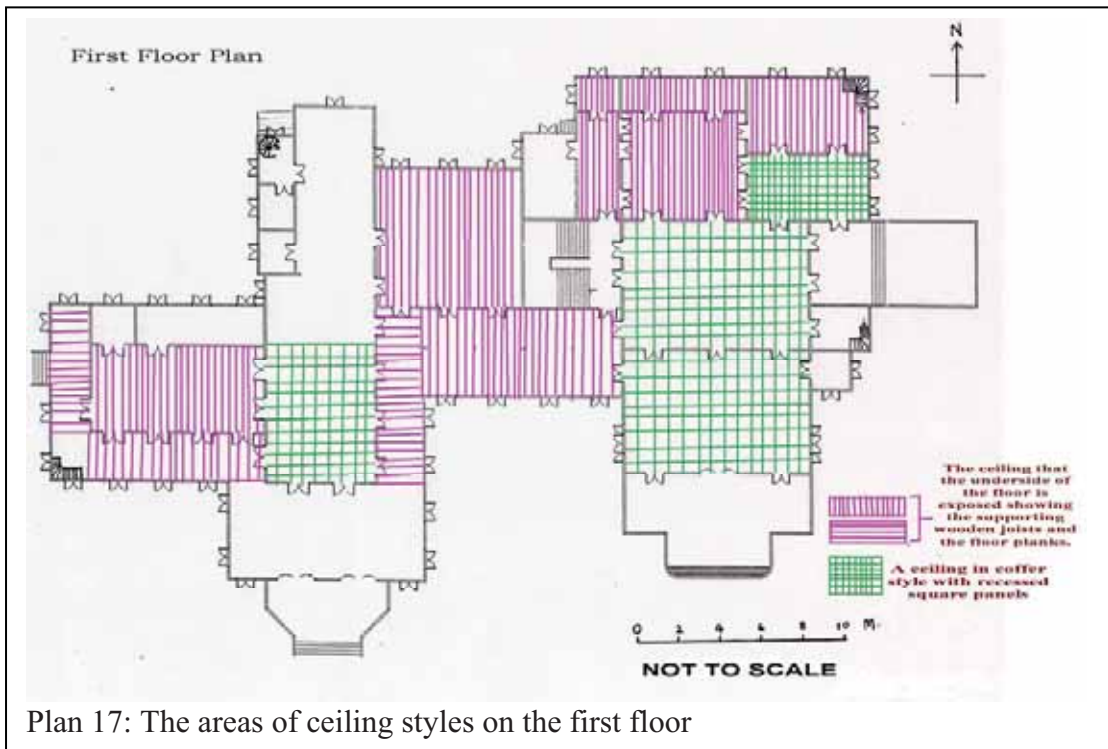 First Floor Plan
N
The ceiling that
the underside of
the floor is
exposed showing
the supporting
wooden joists and
the floor planks.
A ceiling in coffer
style with recessed
square panels
0 2 4 6 8 10 M.
NOT TO SCALE
Plan 17: The areas of ceiling styles on the first floor